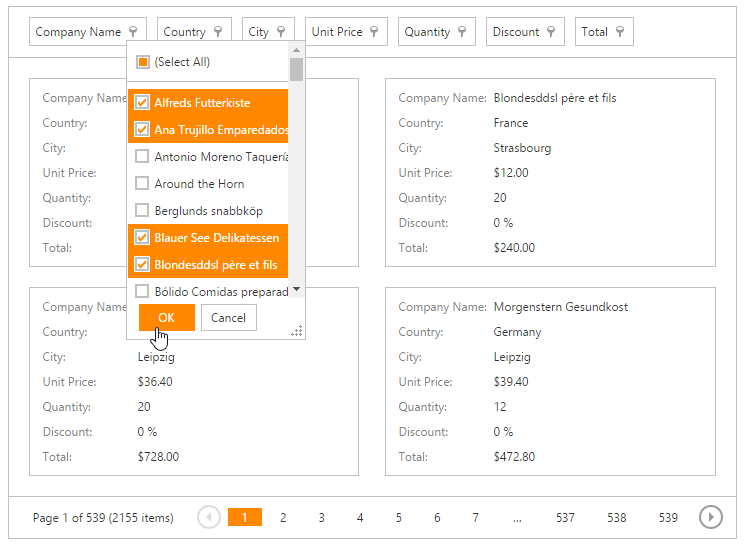 Company Name Country City Unit Price Quantity Discount Total
(Select All)
Alfreds Futterkiste
Ana Trujillo Emparedados
Antonio Moreno Taquería
Around the Horn
Berglunds snabbköp
Blauer See Delikatessen
Blondesddsl père et fils
Bólido Comidas preparad
OK Cancel
Company Name:
Country:
City:
Unit Price:
Quantity:
Discount:
Total:
Company Name: Blondesddsl père et fils
Country: France
City: Strasbourg
Unit Price: $12.00
Quantity: 20
Discount: 0 %
Total: $240.00
Company Name:
Country:
City: Leipzig
Unit Price: $36.40
Quantity: 20
Discount: 0 %
Total: $728.00
Company Name: Morgenstern Gesundkost
Country: Germany
City: Leipzig
Unit Price: $39.40
Quantity: 12
Discount: 0 %
Total: $472.80
Page 1 of 539 (2155 items) 1 2 3 4 5 6 7 ... 537 538 539